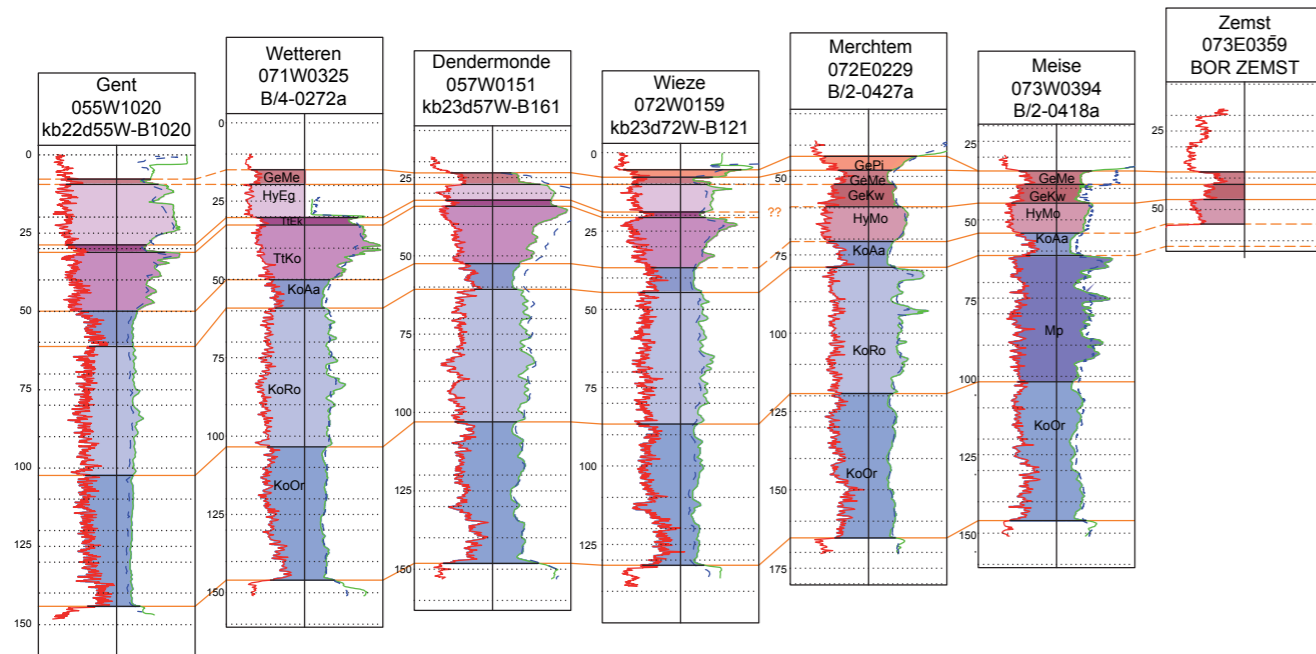 Gent
055W1020
kb22d55W-B1020
0
25
50
75
100
125
150
Wetteren
071W0325
B/4-0272a
0
GeMe
HyEg
25
TtEk
TtKo
50
KoAa
75
KoRo
100
KoOr
125
150
Dendermonde
057W0151
kb23d57W-B161
25
50
75
100
125
150
Wieze
072W0159
kb23d72W-B121
0
25
50
75
100
125
??
Merchtem
072E0229
B/2-0427a
GePi
50
GeMe
GeKw
HyMo
KoAa
75
100
KoRo
125
KoOr
150
175
Meise
073W0394
B/2-0418a
25
GeMe
GeKw
HyMo
50
KoAa
75
Mp
100
KoOr
125
150
Zemst
073E0359
BOR ZEMST
25
50